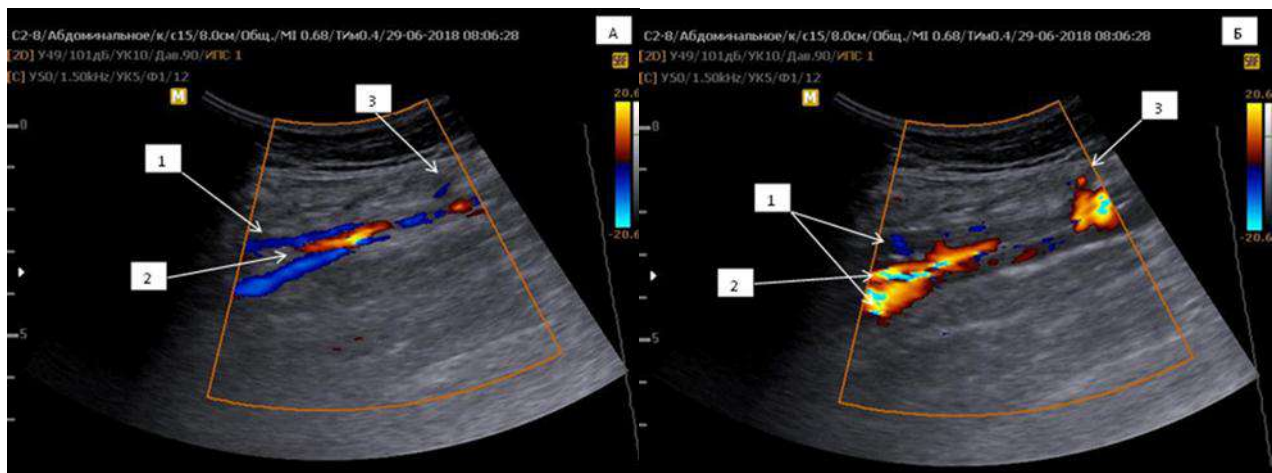 C2-8/Абдоминальное/к/с15/8.0см/Общ./MI 0.68/ТИм0.4/29-06-2018 08:06:28
А
[2D] У49/101дБ/УК10/Дав.90/ИПС 1
[C] У50/1.50kHz/УК5/Ф1/12
M
20.6
-20.6
0
5
1
2
3
C2-8/Абдоминальное/к/с15/8.0см/Общ./MI 0.68/ТИм0.4/29-06-2018 08:06:28
Б
[2D] У49/101дБ/УК10/Дав.90/ИПС 1
[C] У50/1.50kHz/УК5/Ф1/12
M
20.6
-20.6
0
5
1
2
3